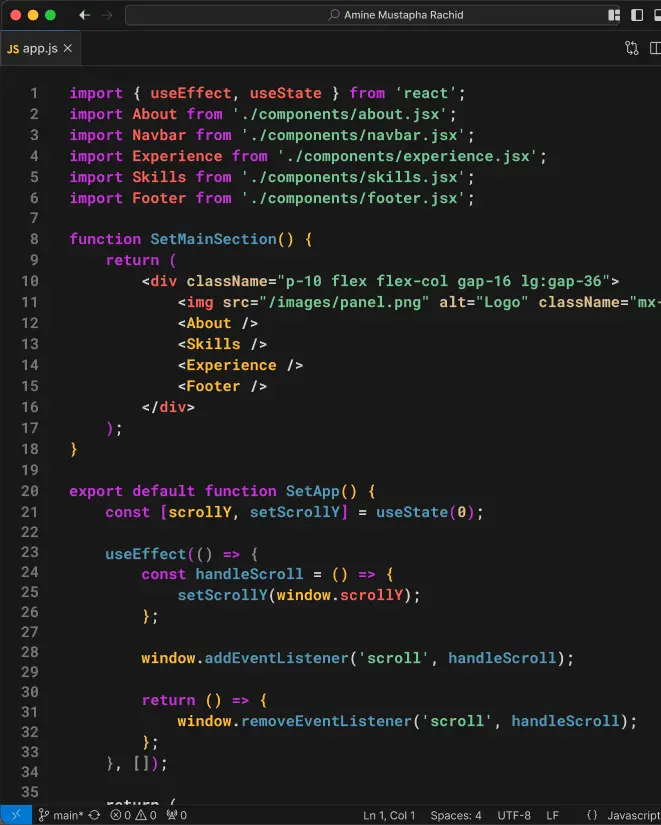 Amine Mustapha Rachid
JS app.js
1 import { useEffect, useState } from ‘react’;
2 import About from './components/about.jsx';
3 import Navbar from './components/navbar.jsx';
4 import Experience from './components/experience.jsx';
5 import Skills from './components/skills.jsx';
6 import Footer from './components/footer.jsx';
7
8 function SetMainSection() {
9 return (
10 <div className="p-10 flex flex-col gap-16 lg:gap-36">
11 <img src="/images/panel.png" alt="Logo" className="mx-
12 <About />
13 <Skills />
14 <Experience />
15 <Footer />
16 </div>
17 );
18 }
19
20 export default function SetApp() {
21 const [scrollY, setScrollY] = useState(0);
22
23 useEffect(() => {
24 const handleScroll = () => {
25 setScrollY(window.scrollY);
26 };
27
28 window.addEventListener('scroll', handleScroll);
29
30 return () => {
31 window.removeEventListener('scroll', handleScroll);
32 };
33 }, []);
34
35 return (
main* 0 0 0 Ln 1, Col 1 Spaces: 4 UTF-8 LF {} Javascript